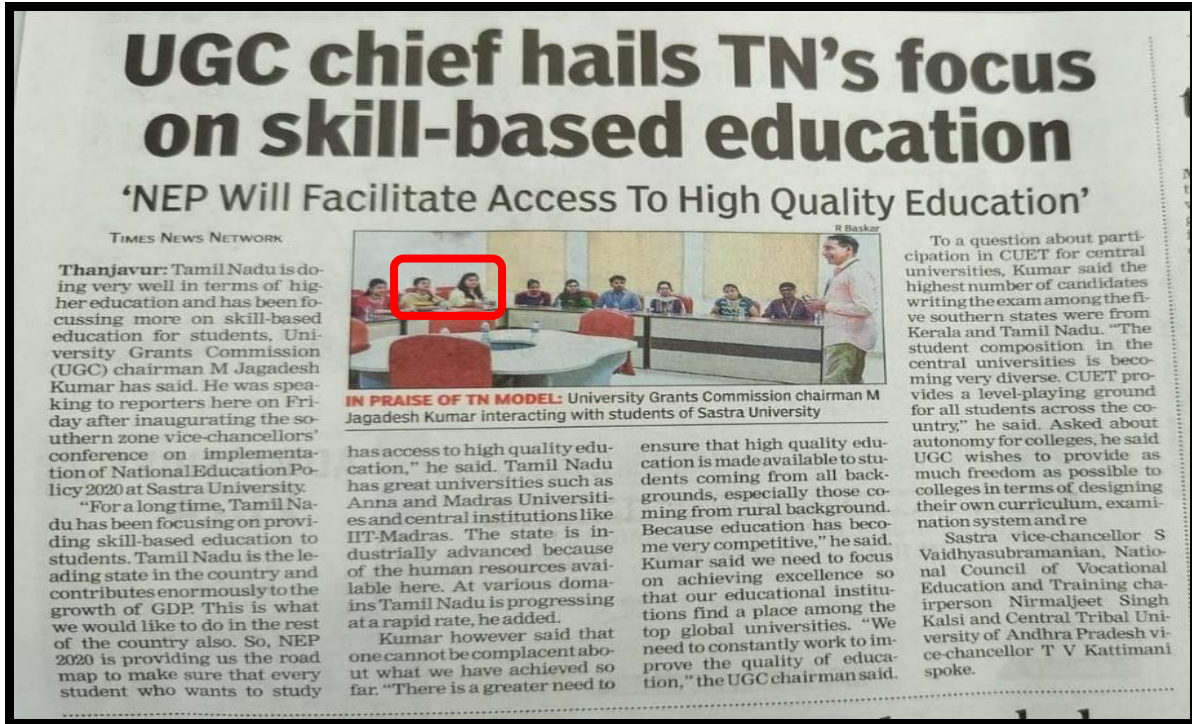 UGC chief hails TN’s focus
on skill-based education
‘NEP Will Facilitate Access To High Quality Education’
TIMES NEWS NETWORK
Thanjavur: Tamil Nadu is do-
ing very well in terms of hig-
her education and has been fo-
cussing more on skill-based
education for students, Uni-
versity Grants Commission
(UGC) chairman M Jagadesh
Kumar has said. He was spea-
king to reporters here on Fri-
day after inaugurating the so-
uthern zone vice-chancellors’
conference on implementa-
tion of National Education Po-
licy 2020 at Sastra University.
“For a long time, Tamil Na-
du has been focusing on provi-
ding skill-based education to
students. Tamil Nadu is the le-
ading state in the country and
contributes enormously to the
growth of GDP. This is what
we would like to do in the rest
of the country also. So, NEP
2020 is providing us the road
map to make sure that every
student who wants to study
R Baskar
IN PRAISE OF TN MODEL: University Grants Commission chairman M
Jagadesh Kumar interacting with students of Sastra University
has access to high quality edu-
cation,” he said. Tamil Nadu
has great universities such as
Anna and Madras Universiti-
es and central institutions like
IIT-Madras. The state is in-
dustrially advanced because
of the human resources avai-
lable here. At various doma-
ins Tamil Nadu is progressing
at a rapid rate, he added.
Kumar however said that
one cannot be complacent abo-
ut what we have achieved so
far. “There is a greater need to
ensure that high quality edu-
cation is made available to stu-
dents coming from all back-
grounds, especially those co-
ming from rural background.
Because education has beco-
me very competitive,” he said.
Kumar said we need to focus
on achieving excellence so
that our educational institu-
tions find a place among the
top global universities. “We
need to constantly work to im-
prove the quality of educa-
tion,” the UGC chairman said.
To a question about parti-
cipation in CUET for central
universities, Kumar said the
highest number of candidates
writing the exam among the fi-
ve southern states were from
Kerala and Tamil Nadu. “The
student composition in the
central universities is beco-
ming very diverse. CUET pro-
vides a level-playing ground
for all students across the co-
untry,” he said. Asked about
autonomy for colleges, he said
UGC wishes to provide as
much freedom as possible to
colleges in terms of designing
their own curriculum, exami-
nation system and re
Sastra vice-chancellor S
Vaidhyasubramanian, Natio-
nal Council of Vocational
Education and Training cha-
irperson Nirmaljeet Singh
Kalsi and Central Tribal Uni-
versity of Andhra Pradesh vi-
ce-chancellor T V Kattimani
spoke.